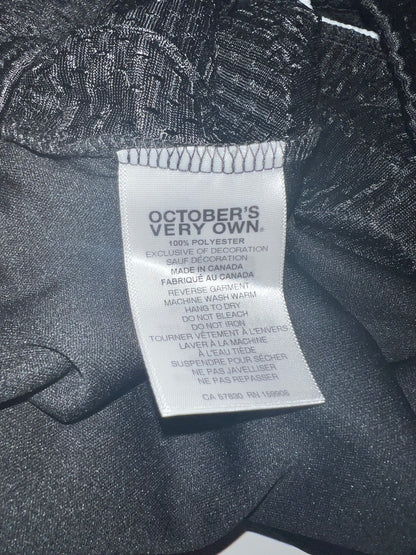 OCTOBER'S
VERY OWN®
100% POLYESTER
EXCLUSIVE OF DECORATION
SAUF DÉCORATION
MADE IN CANADA
FABRIQUÉ AU CANADA
REVERSE GARMENT
MACHINE WASH WARM
HANG TO DRY
DO NOT BLEACH
DO NOT IRON
TOURNER VÊTEMENT À L'ENVERS
LAVER À LA MACHINE
À L'EAU TIÈDE
SUSPENDRE POUR SÉCHER
NE PAS JAVELLISER
NE PAS REPASSER
CA 57830 RN 159906